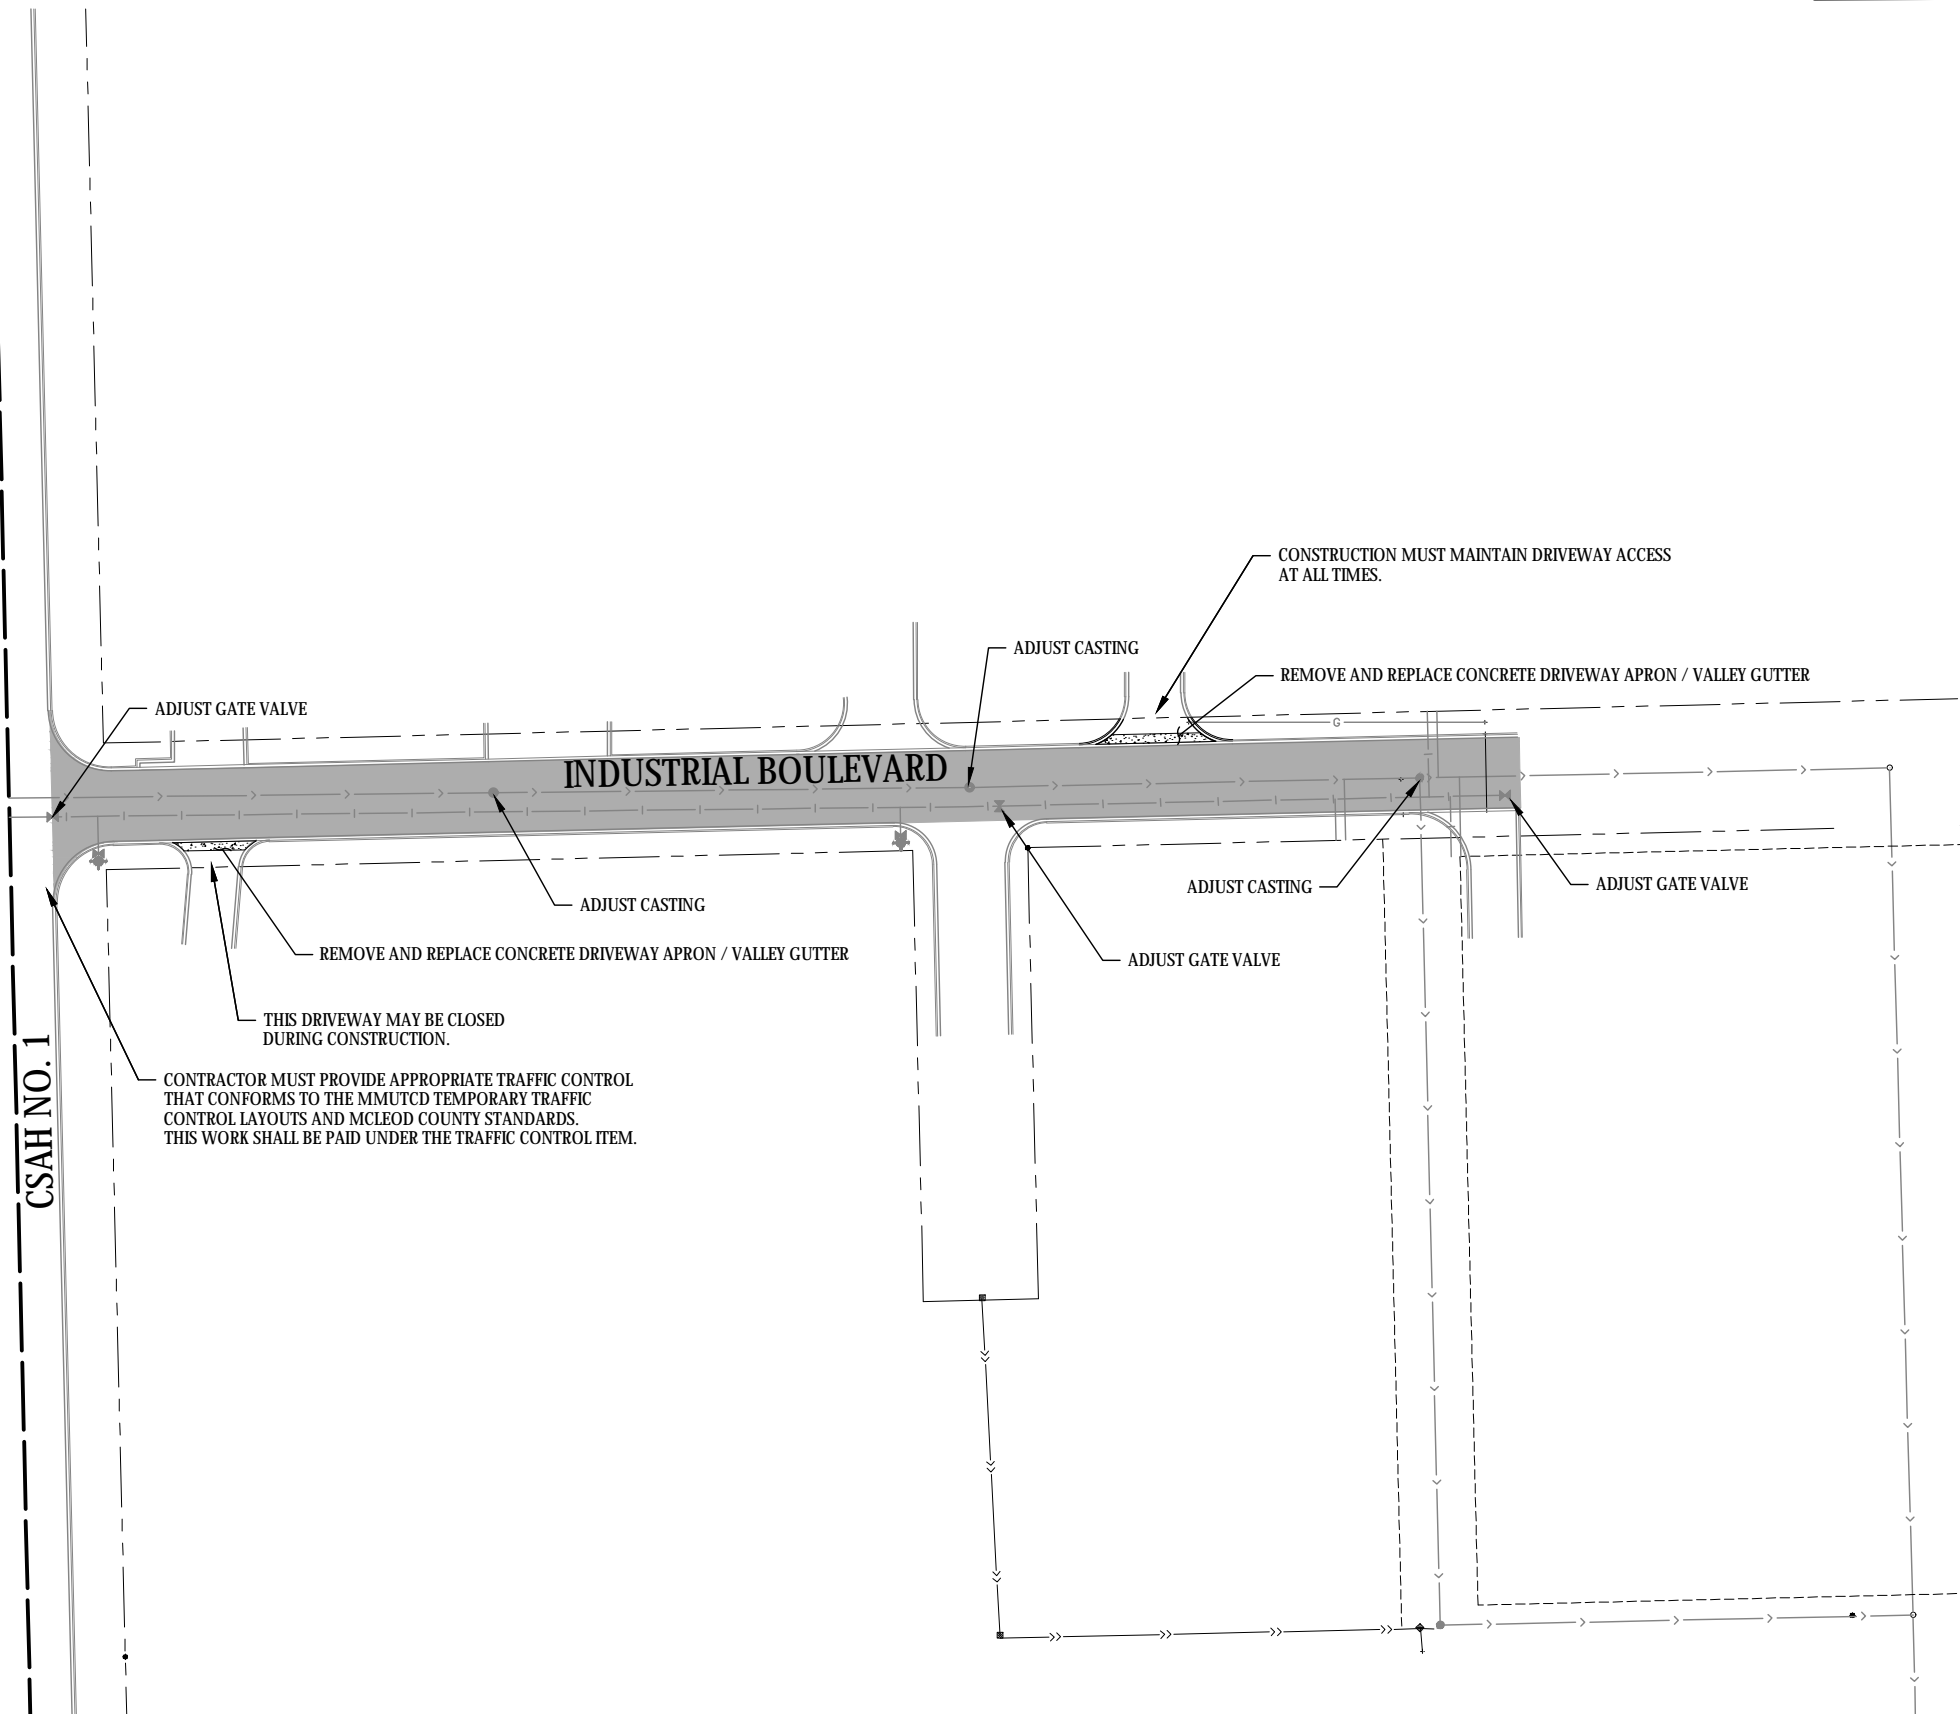 CONSTRUCTION MUST MAINTAIN DRIVEWAY ACCESS
AT ALL TIMES.
ADJUST CASTING
REMOVE AND REPLACE CONCRETE DRIVEWAY APRON / VALLEY GUTTER
ADJUST GATE VALVE
G
INDUSTRIAL BOULEVARD
ADJUST CASTING
ADJUST CASTING
ADJUST GATE VALVE
REMOVE AND REPLACE CONCRETE DRIVEWAY APRON / VALLEY GUTTER
ADJUST GATE VALVE
THIS DRIVEWAY MAY BE CLOSED
DURING CONSTRUCTION.
CONTRACTOR MUST PROVIDE APPROPRIATE TRAFFIC CONTROL
THAT CONFORMS TO THE MMUTCD TEMPORARY TRAFFIC
CONTROL LAYOUTS AND MCLEOD COUNTY STANDARDS.
THIS WORK SHALL BE PAID UNDER THE TRAFFIC CONTROL ITEM.
CSAH NO. 1